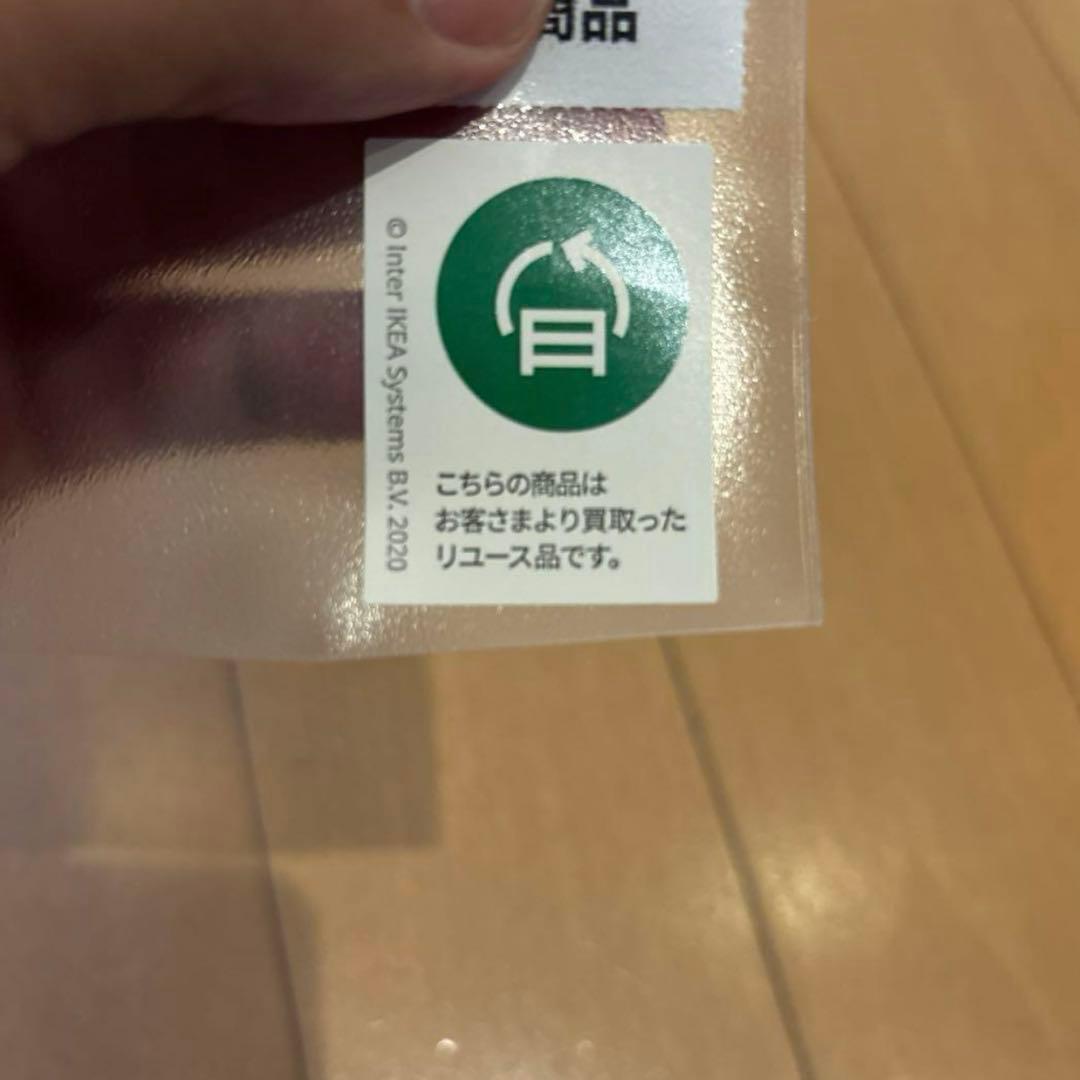 商品
© Inter IKEA Systems B.V. 2020
こちらの商品は
お客さまより買取った
リユース品です。